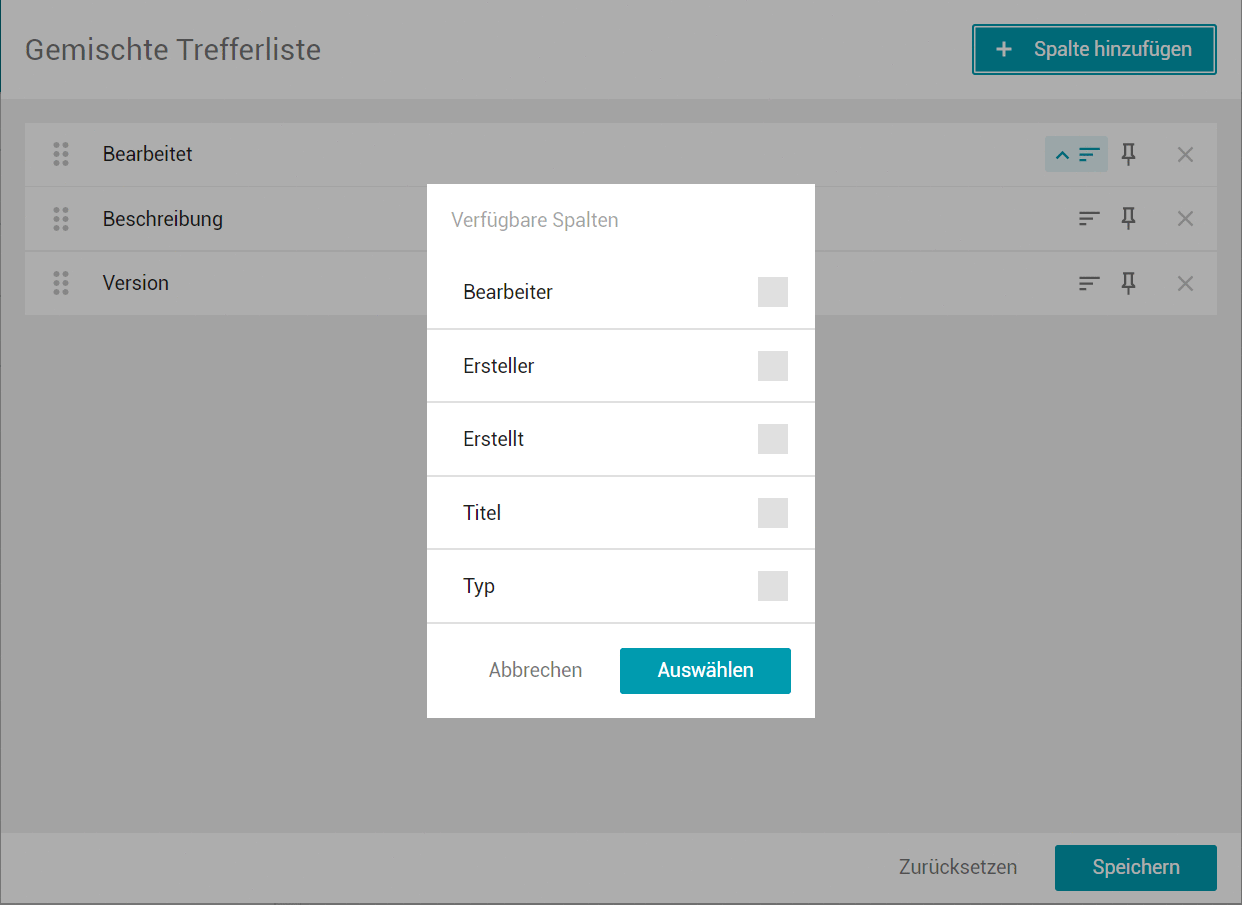 Gemischte Trefferliste
Spalte hinzufügen
Bearbeitet
Beschreibung
Version
Verfügbare Spalten
Bearbeiter
Ersteller
Erstellt
Titel
Typ
Abbrechen
Auswählen
Zurücksetzen
Speichern